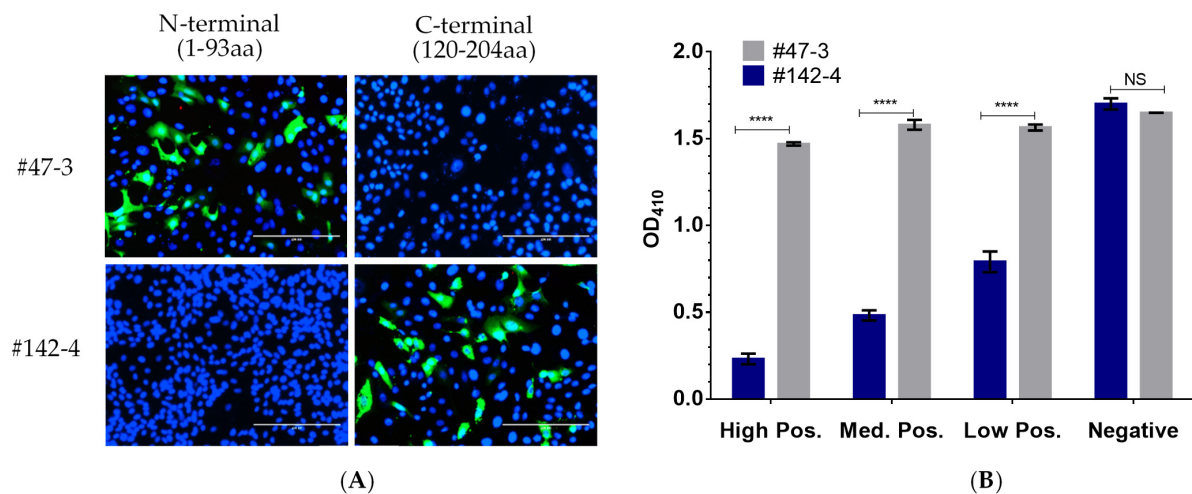 N-terminal
(1-93aa)
C-terminal
(120-204aa)
#47-3
#142-4
(A)
#47-3
#142-4
OD410
2.0
1.5
1.0
0.5
0.0
****
****
****
NS
High Pos.
Med. Pos.
Low Pos.
Negative
(B)